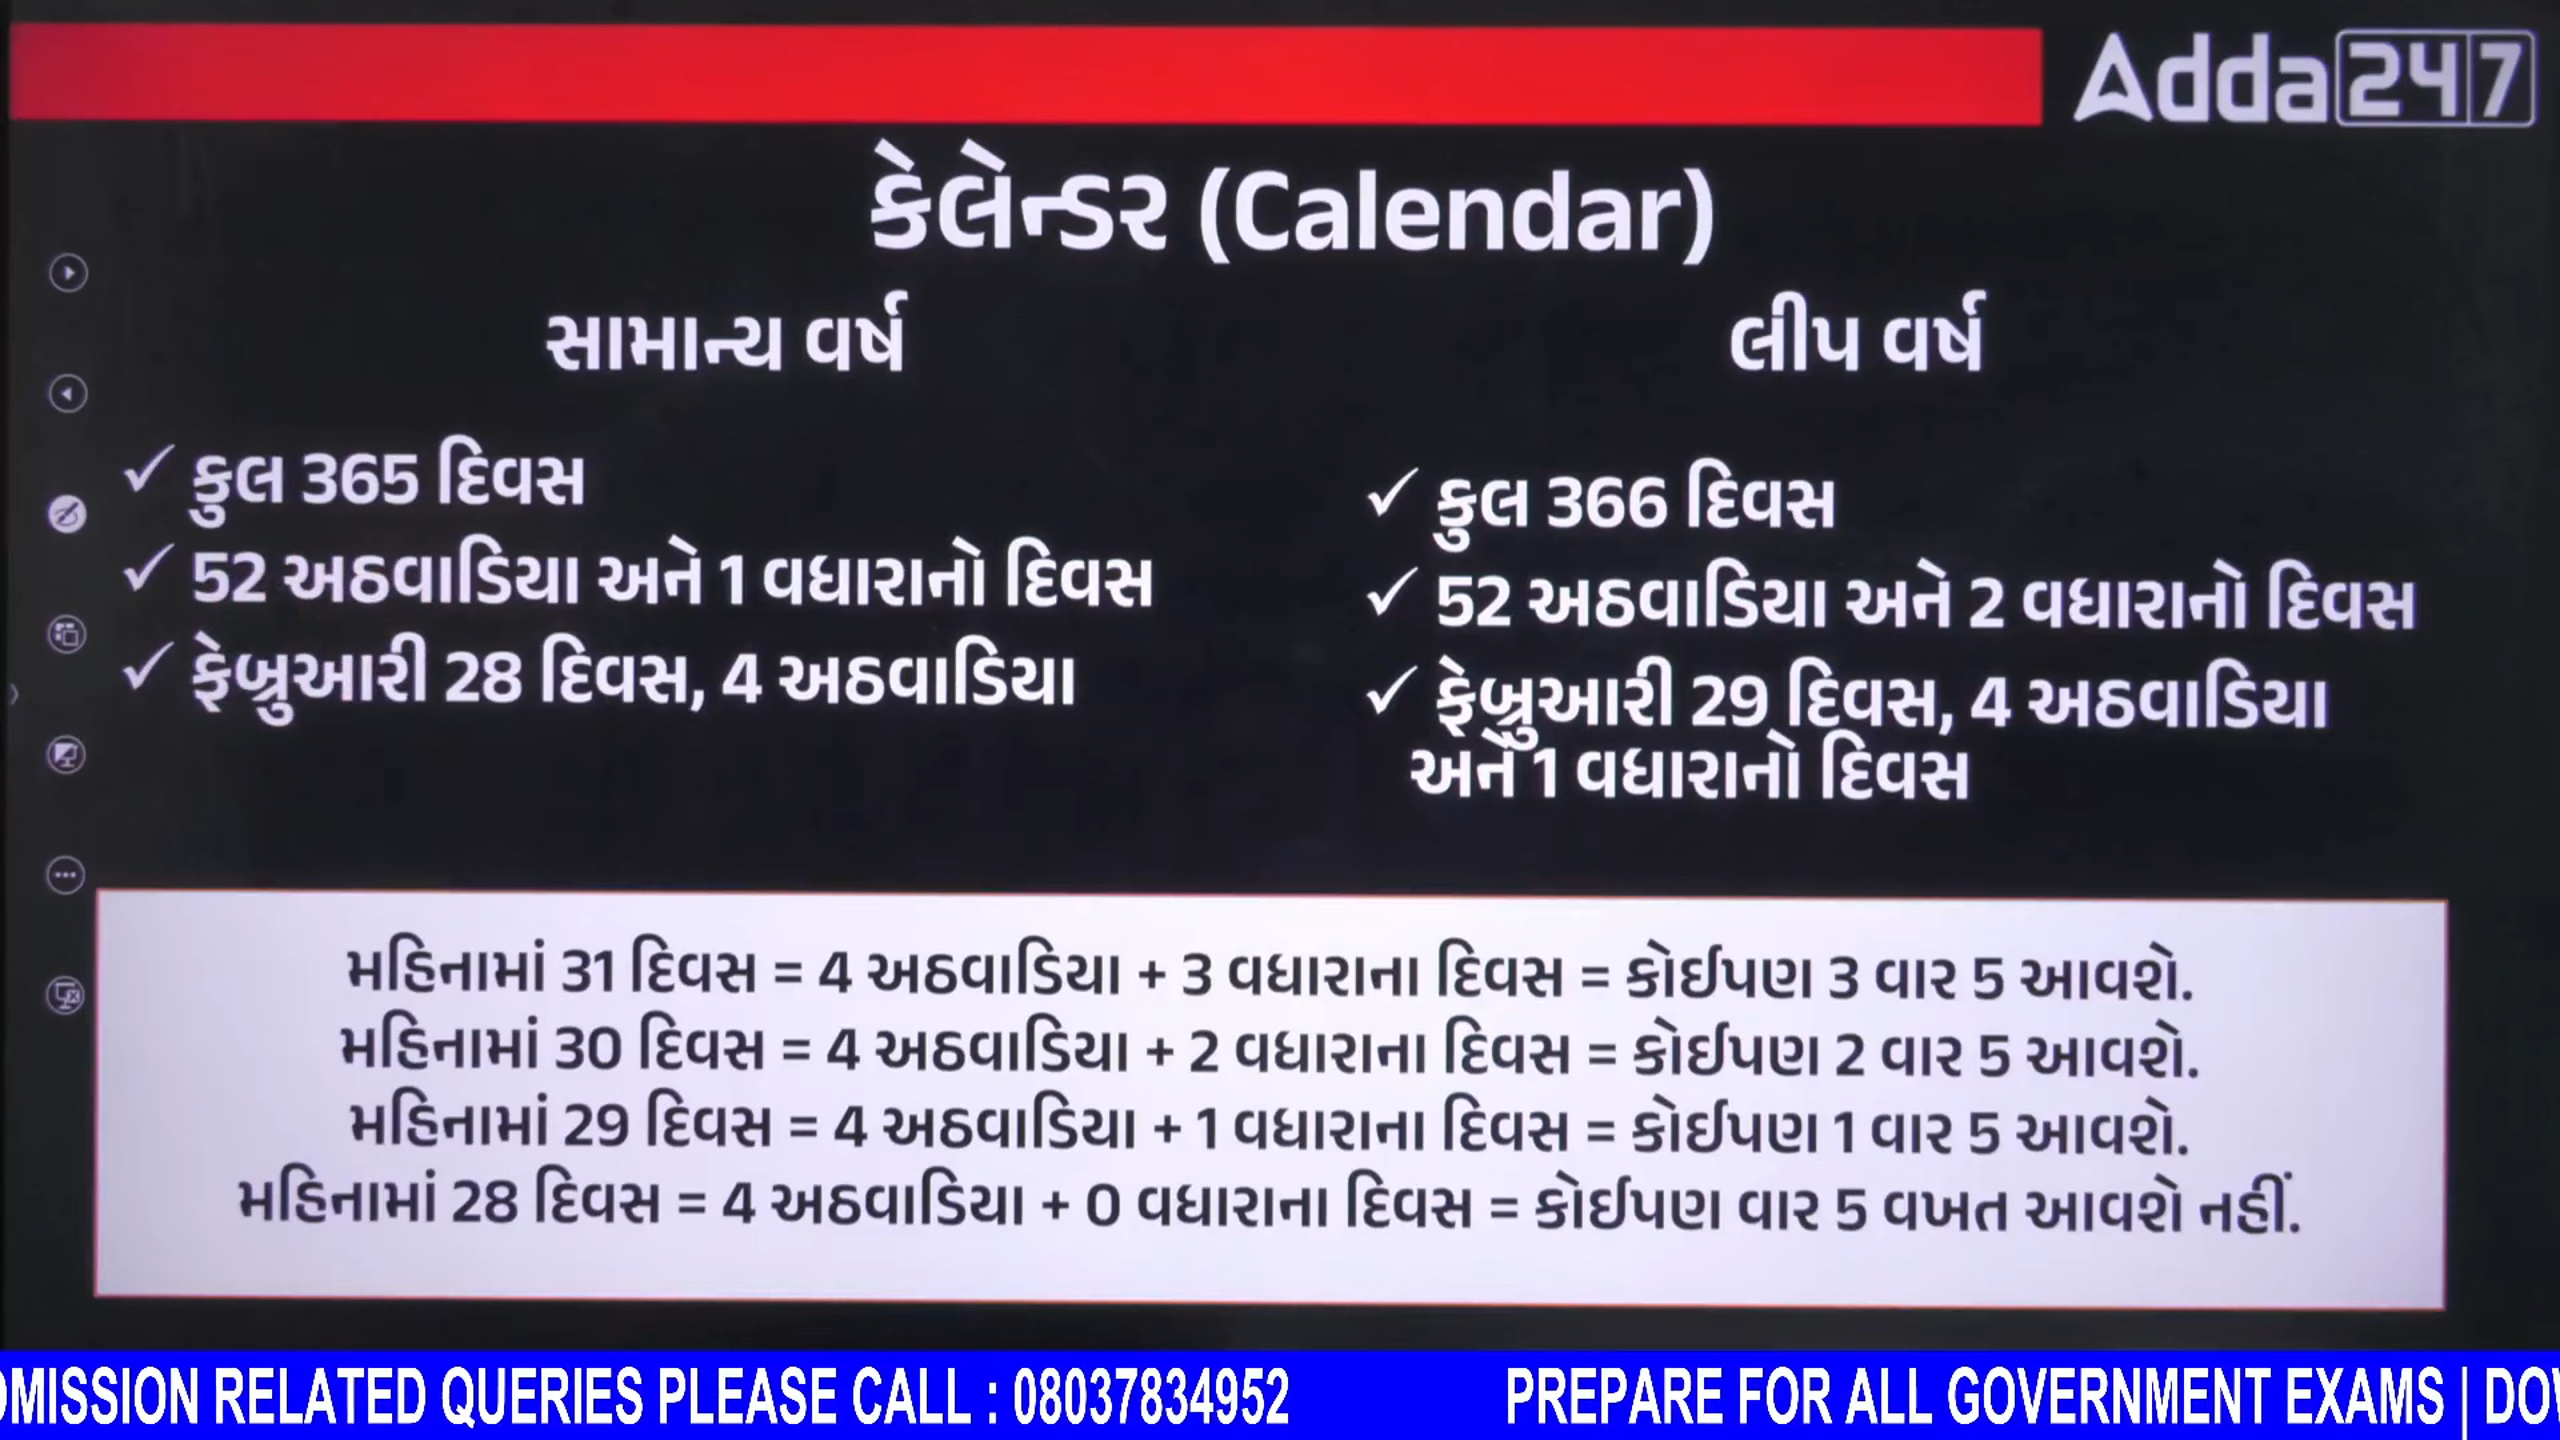 Adda247
કેલેન્ડર (Calendar)
સામાન્ય વર્ષ
✓ કુલ 365 દિવસ
✓ 52 અઠવાડિયા અને 1 વધારાનો દિવસ
✓ ફેબ્રુઆરી 28 દિવસ, 4 અઠવાડિયા
લીપ વર્ષ
✓ કુલ 366 દિવસ
✓ 52 અઠવાડિયા અને 2 વધારાનો દિવસ
✓ ફેબ્રુઆરી 29 દિવસ, 4 અઠવાડિયા
અને 1 વધારાનો દિવસ
મહિનામાં 31 દિવસ = 4 અઠવાડિયા + 3 વધારાના દિવસ = કોઈપણ 3 વાર 5 આવશે.
મહિનામાં 30 દિવસ = 4 અઠવાડિયા + 2 વધારાના દિવસ = કોઈપણ 2 વાર 5 આવશે.
મહિનામાં 29 દિવસ = 4 અઠવાડિયા + 1 વધારાના દિવસ = કોઈપણ 1 વાર 5 આવશે.
મહિનામાં 28 દિવસ = 4 અઠવાડિયા + 0 વધારાના દિવસ = કોઈપણ વાર 5 વખત આવશે નહીં.
DMISSION RELATED QUERIES PLEASE CALL : 08037834952 PREPARE FOR ALL GOVERNMENT EXAMS |